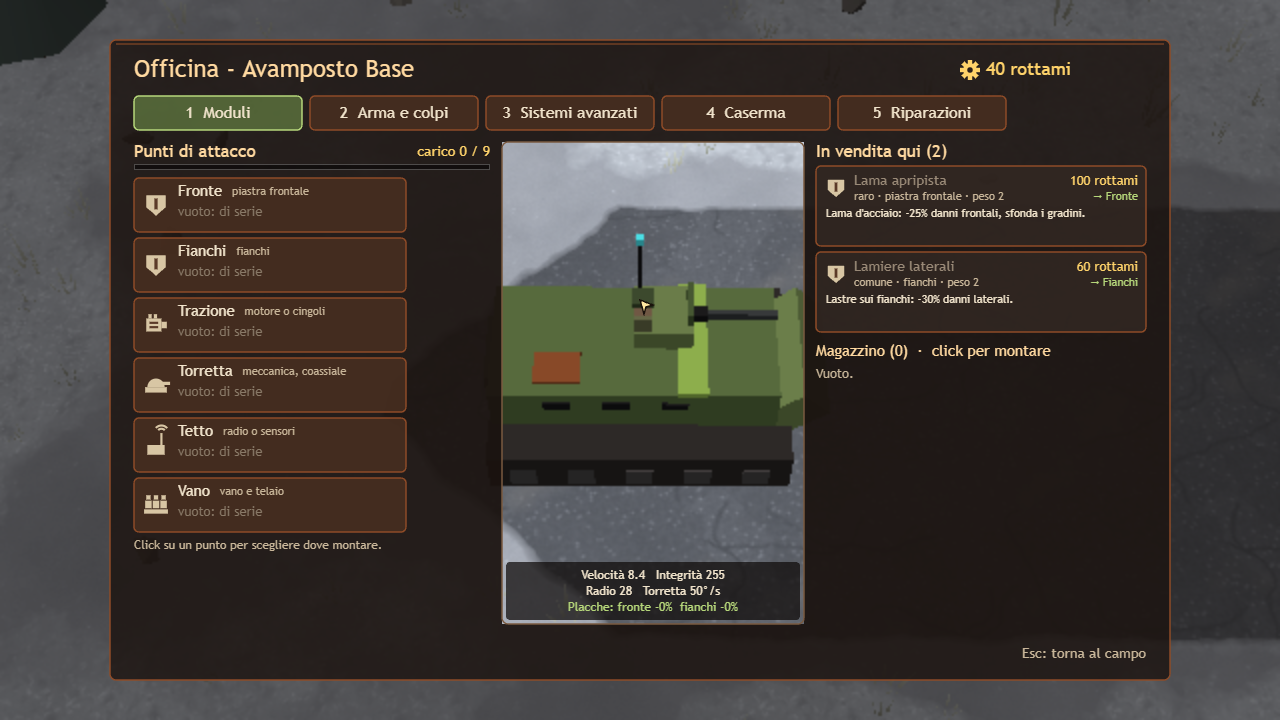 Officina - Avamposto Base
40 rottami
1 Moduli
2 Arma e colpi
3 Sistemi avanzati
4 Caserma
5 Riparazioni
Punti di attacco
carico 0 / 9
Fronte piastra frontale
vuoto: di serie
Fianchi fianchi
vuoto: di serie
Trazione motore o cingoli
vuoto: di serie
Torretta meccanica, coassiale
vuoto: di serie
Tetto radio o sensori
vuoto: di serie
Vano vano e telaio
vuoto: di serie
Click su un punto per scegliere dove montare.
Velocità 8.4 Integrità 255
Radio 28 Torretta 50°/s
Placche: fronte -0% fianchi -0%
In vendita qui (2)
Lama apripista 100 rottami
raro · piastra frontale · peso 2 → Fronte
Lama d'acciaio: -25% danni frontali, sfonda i gradini.
Lamiere laterali 60 rottami
comune · fianchi · peso 2 → Fianchi
Lastre sui fianchi: -30% danni laterali.
Magazzino (0) · click per montare
Vuoto.
Esc: torna al campo